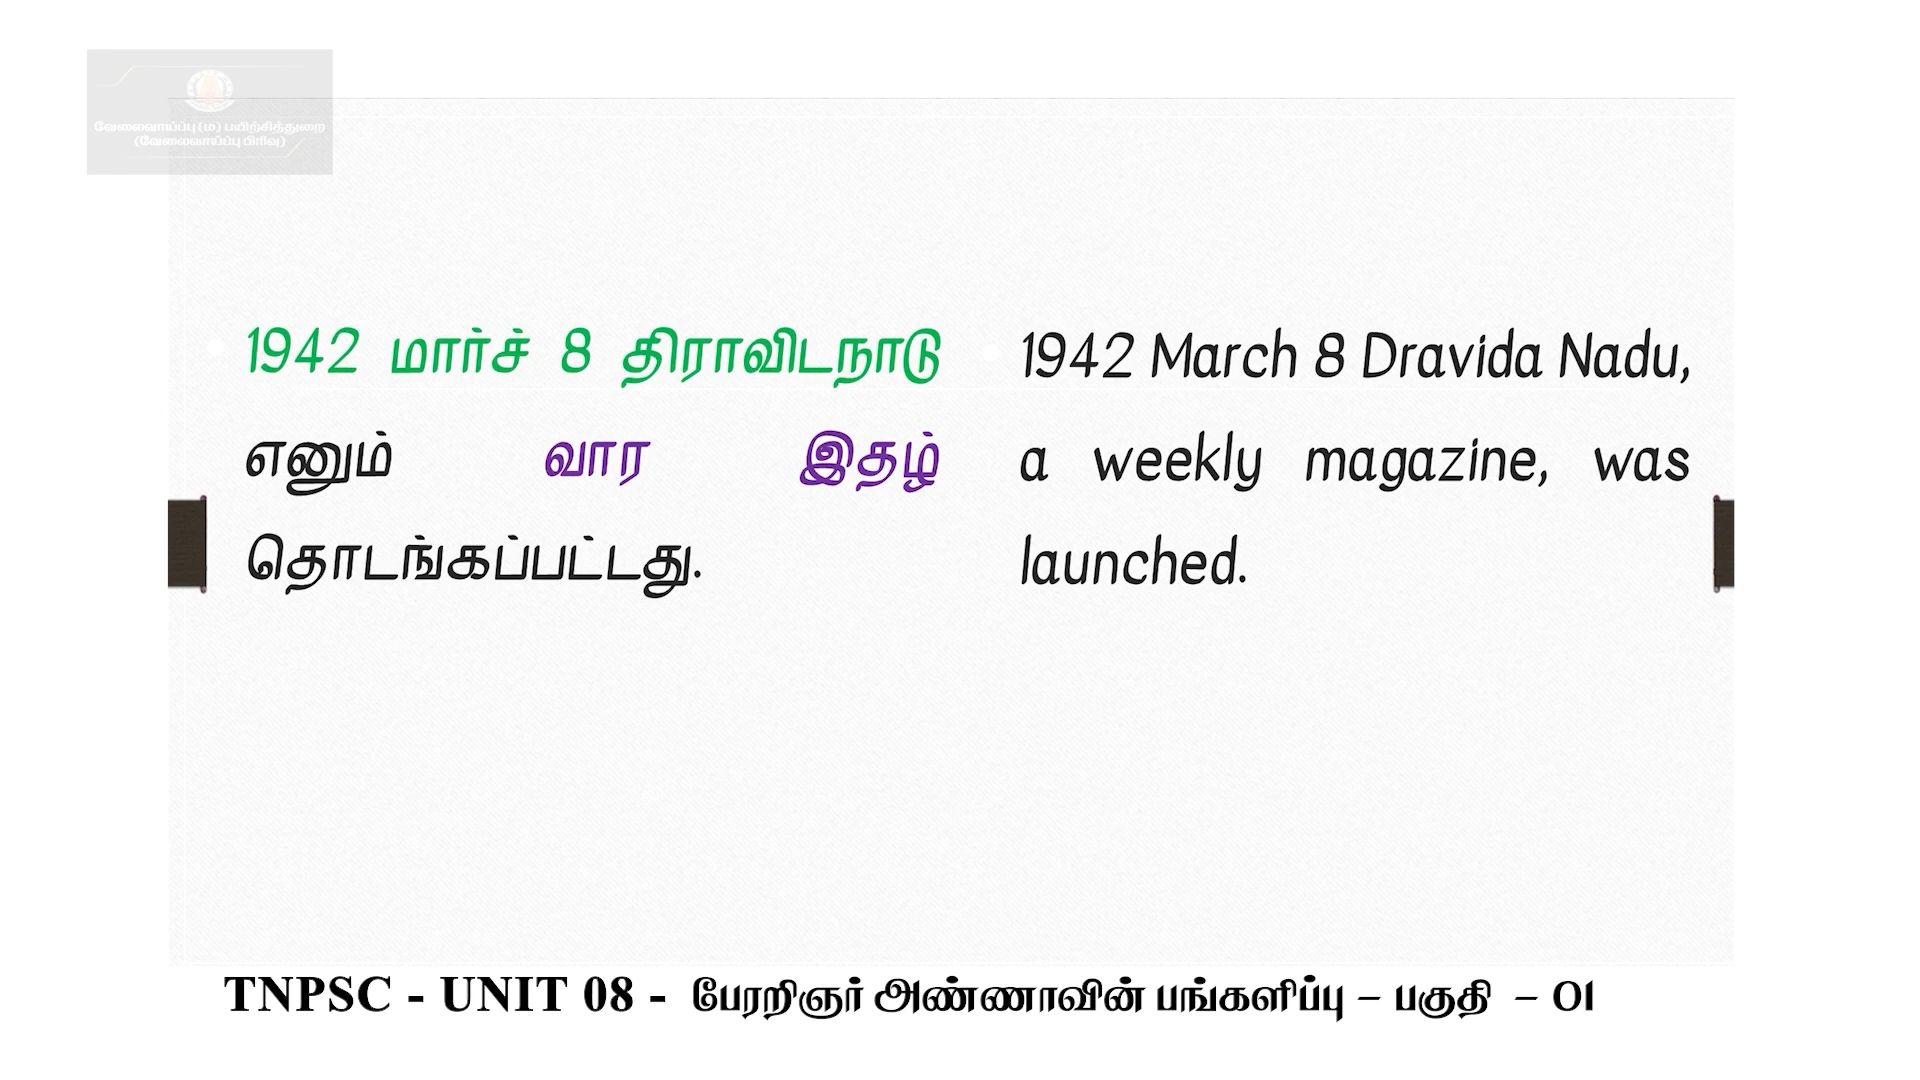 வேலைவாய்ப்பு (ம) பயிற்சித்துறை
(வேலைவாய்ப்பு பிரிவு)
1942 மார்ச் 8 திராவிடநாடு
எனும் வார இதழ்
தொடங்கப்பட்டது.
1942 March 8 Dravida Nadu,
a weekly magazine, was
launched.
TNPSC - UNIT 08 - பேரறிஞர் அண்ணாவின் பங்களிப்பு – பகுதி – 01